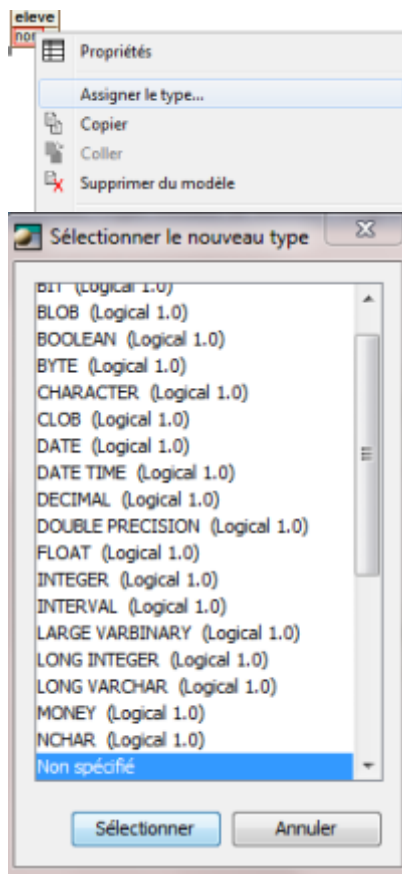 eleve
Propriétés
Assigner le type...
Copier
Coller
Supprimer du modèle
Sélectionner le nouveau type
BIT (Logical 1.0)
BLOB (Logical 1.0)
BOOLEAN (Logical 1.0)
BYTE (Logical 1.0)
CHARACTER (Logical 1.0)
CLOB (Logical 1.0)
DATE (Logical 1.0)
DATE TIME (Logical 1.0)
DECIMAL (Logical 1.0)
DOUBLE PRECISION (Logical 1.0)
FLOAT (Logical 1.0)
INTEGER (Logical 1.0)
INTERVAL (Logical 1.0)
LARGE VARBINARY (Logical 1.0)
LONG INTEGER (Logical 1.0)
LONG VARCHAR (Logical 1.0)
MONEY (Logical 1.0)
NCHAR (Logical 1.0)
Non spécifié
Sélectionner
Annuler